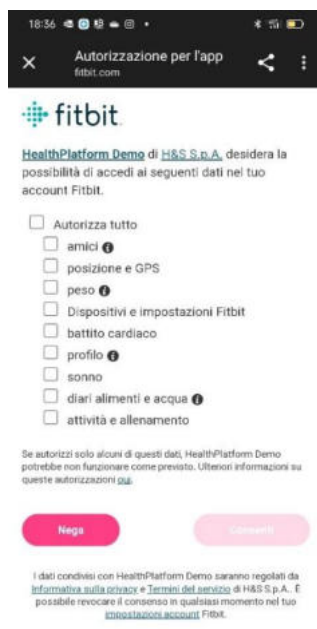 18:36
Autorizzazione per l'app
fitbit.com
fitbit
HealthPlatform Demo di H&S S.p.A. desidera la
possibilità di accedi ai seguenti dati nel tuo
account Fitbit.
Autorizza tutto
amici
posizione e GPS
peso
Dispositivi e impostazioni Fitbit
battito cardiaco
profilo
sonno
diari alimenti e acqua
attività e allenamento
Se autorizzi solo alcuni di questi dati, HealthPlatform Demo
potrebbe non funzionare come previsto. Ulteriori informazioni su
queste autorizzazioni qui.
Nega
Consenti
I dati condivisi con HealthPlatform Demo saranno regolati da
Informativa sulla privacy e Termini del servizio di H&S S.p.A.. È
possibile revocare il consenso in qualsiasi momento nel tuo
impostazioni account Fitbit.